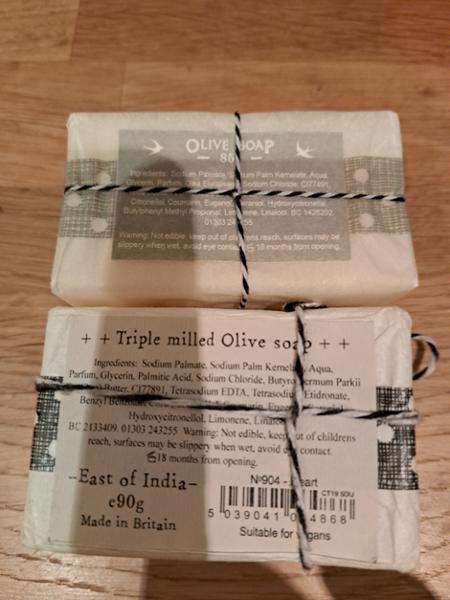 OLIVE SOAP
Ingredients: Sodium Palmate, Sodium Palm Kernelate, Aqua,
Parfum, Sodium Chloride, CI77491,
Citronellol, Coumarin, Geraniol, Hydroxycitronellal
Butylphenyl Methyl Propional, Limonene, Linalool. BC 1428202.
01303 243255
Warning: Not edible, keep out of childrens reach, surfaces may be
slippery when wet, avoid eye contact. 18 months from opening.
+ + Triple milled Olive soap + +
Ingredients: Sodium Palmate, Sodium Palm Kernelate, Aqua,
Parfum, Glycerin, Palmitic Acid, Sodium Chloride, Butyrospermum Parkii
Butter, CI77891, Tetrasodium EDTA, Tetrasodium Etidronate,
Benzyl Benzoate,
Hydroxycitronellol, Limonene, Linalool
BC 2133409. 01303 243255 Warning: Not edible, keep out of childrens
reach, surfaces may be slippery when wet, avoid eye contact.
18 months from opening.
-East of India-
e90g
Made in Britain
Nº904 - Heart
CT19 5DU
5 039041 4868
Suitable for vegans